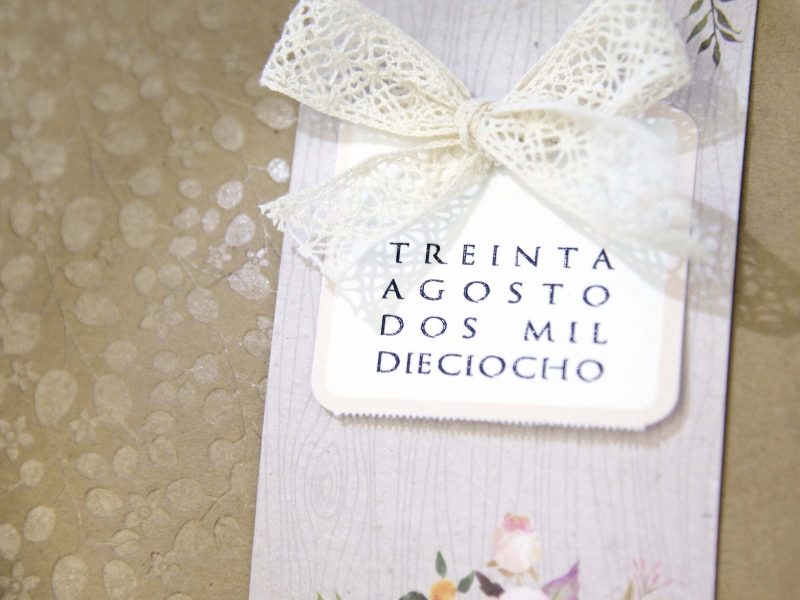 TREINTA
AGOSTO
DOS MIL
DIECIOCHO